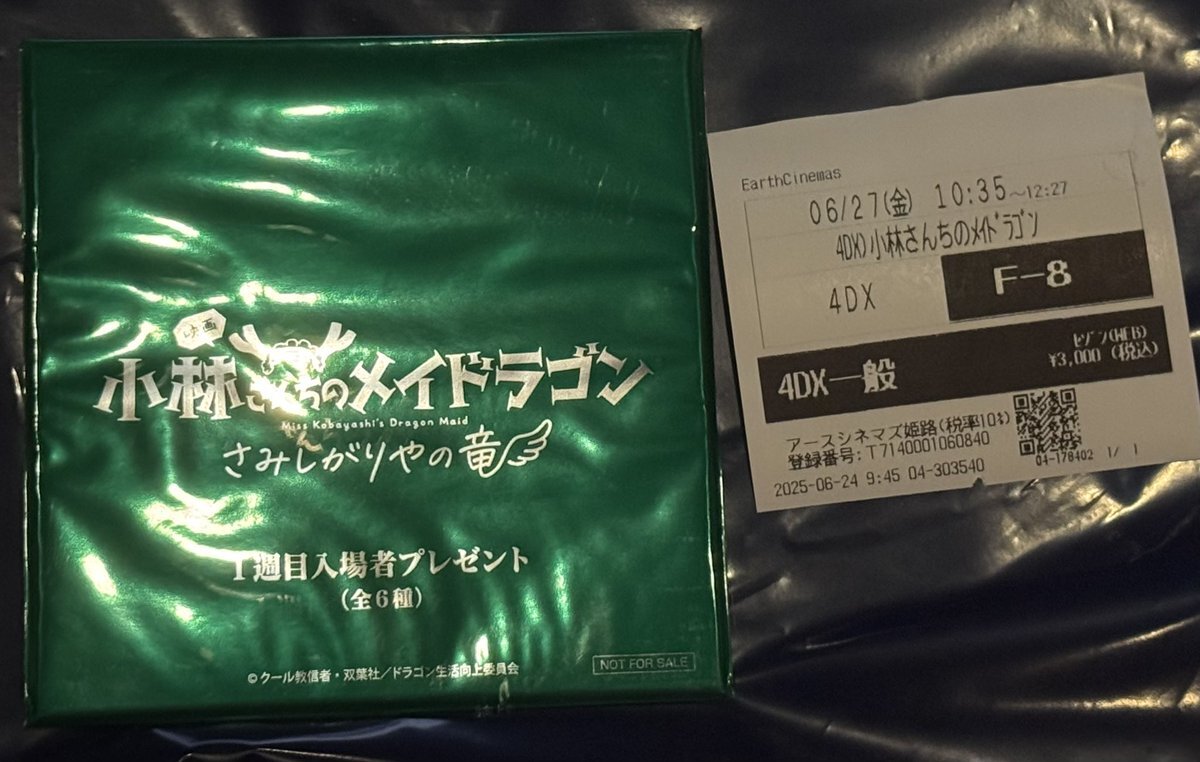 映画
小林さんちのメイドラゴン
Miss Kobayashi's Dragon Maid
さみしがりやの竜
1週目入場者プレゼント
(全6種)
©クール教信者・双葉社/ドラゴン生活向上委員会
NOT FOR SALE
EarthCinemas
06/27(金) 10:35~12:27
4DX)小林さんちのメイドラゴン
4DX
F-8
4DX一般
ｾｿﾞﾝ(WEB)
¥3,000 (税込)
アースシネマズ姫路(税率10%)
登録番号:T7140001060840
2025-06-24 9:45 04-303540
04-178402 1/ 1